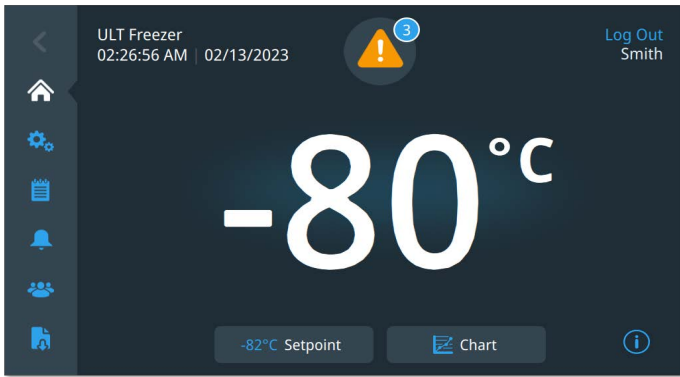 ULT Freezer
02:26:56 AM | 02/13/2023
3
Log Out
Smith
-80°C
-82°C Setpoint
Chart